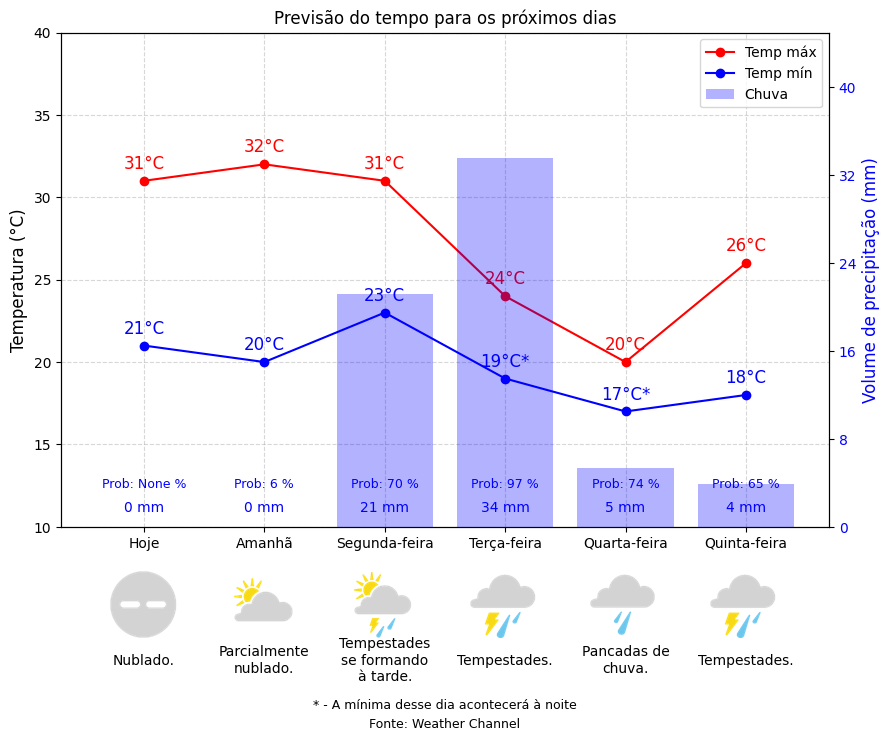 Previsão do tempo para os próximos dias
Temperatura (°C)
40
35
30
25
20
15
10
Temp máx
Temp mín
Chuva
40
32
24
16
8
0
Volume de precipitação (mm)
31°C
32°C
31°C
24°C
20°C
26°C
21°C
20°C
23°C
19°C*
17°C*
18°C
Prob: None %
Prob: 6 %
Prob: 70 %
Prob: 97 %
Prob: 74 %
Prob: 65 %
0 mm
0 mm
21 mm
34 mm
5 mm
4 mm
Hoje
Amanhã
Segunda-feira
Terça-feira
Quarta-feira
Quinta-feira
Nublado.
Parcialmente
nublado.
Tempestades
se formando
à tarde.
Tempestades.
Pancadas de
chuva.
Tempestades.
* - A mínima desse dia acontecerá à noite
Fonte: Weather Channel